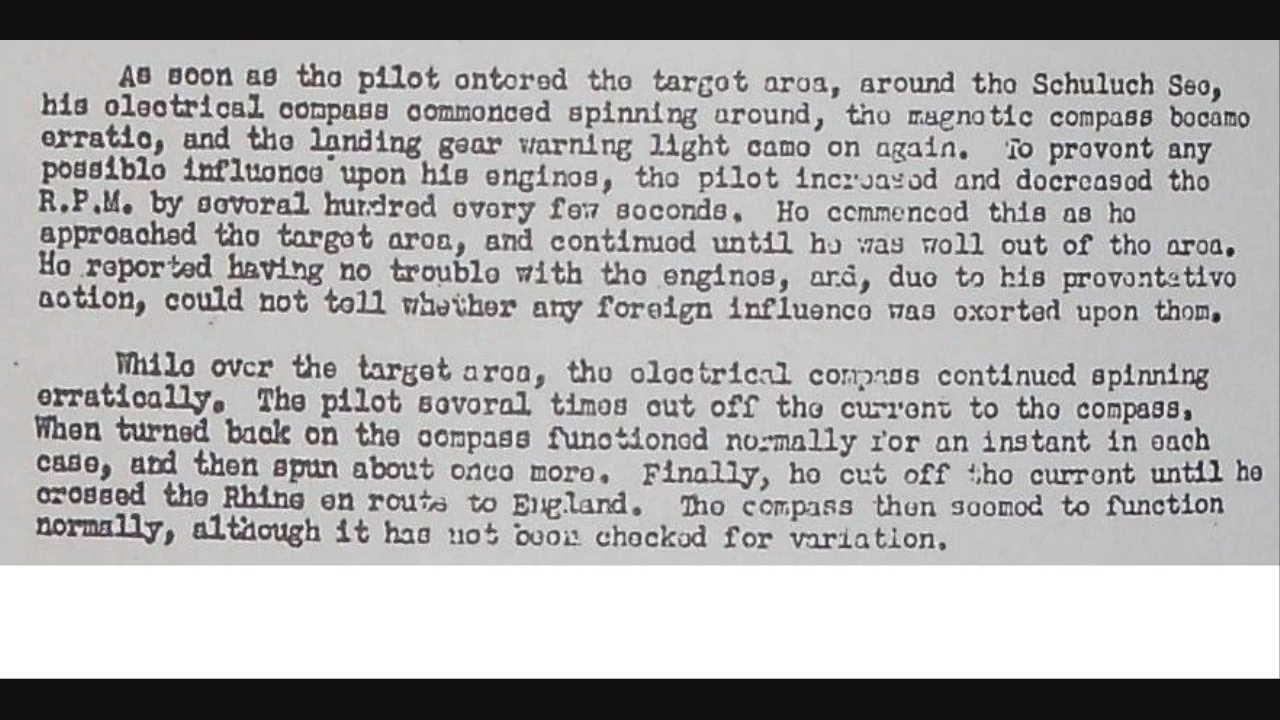 As soon as the pilot entered the target area, around the Schuluch See,
his electrical compass commenced spinning around, the magnetic compass became
erratic, and the landing gear warning light came on again. To prevent any
possible influence upon his engines, the pilot increased and decreased the
R.P.M. by several hundred every few seconds. He commenced this as he
approached the target area, and continued until he was well out of the area.
He reported having no trouble with the engines, and, due to his preventative
action, could not tell whether any foreign influence was exerted upon them.
While over the target area, the electrical compass continued spinning
erratically. The pilot several times cut off the current to the compass.
When turned back on the compass functioned normally for an instant in each
case, and then spun about once more. Finally, he cut off the current until he
crossed the Rhine en route to England. The compass then seemed to function
normally, although it has not been checked for variation.